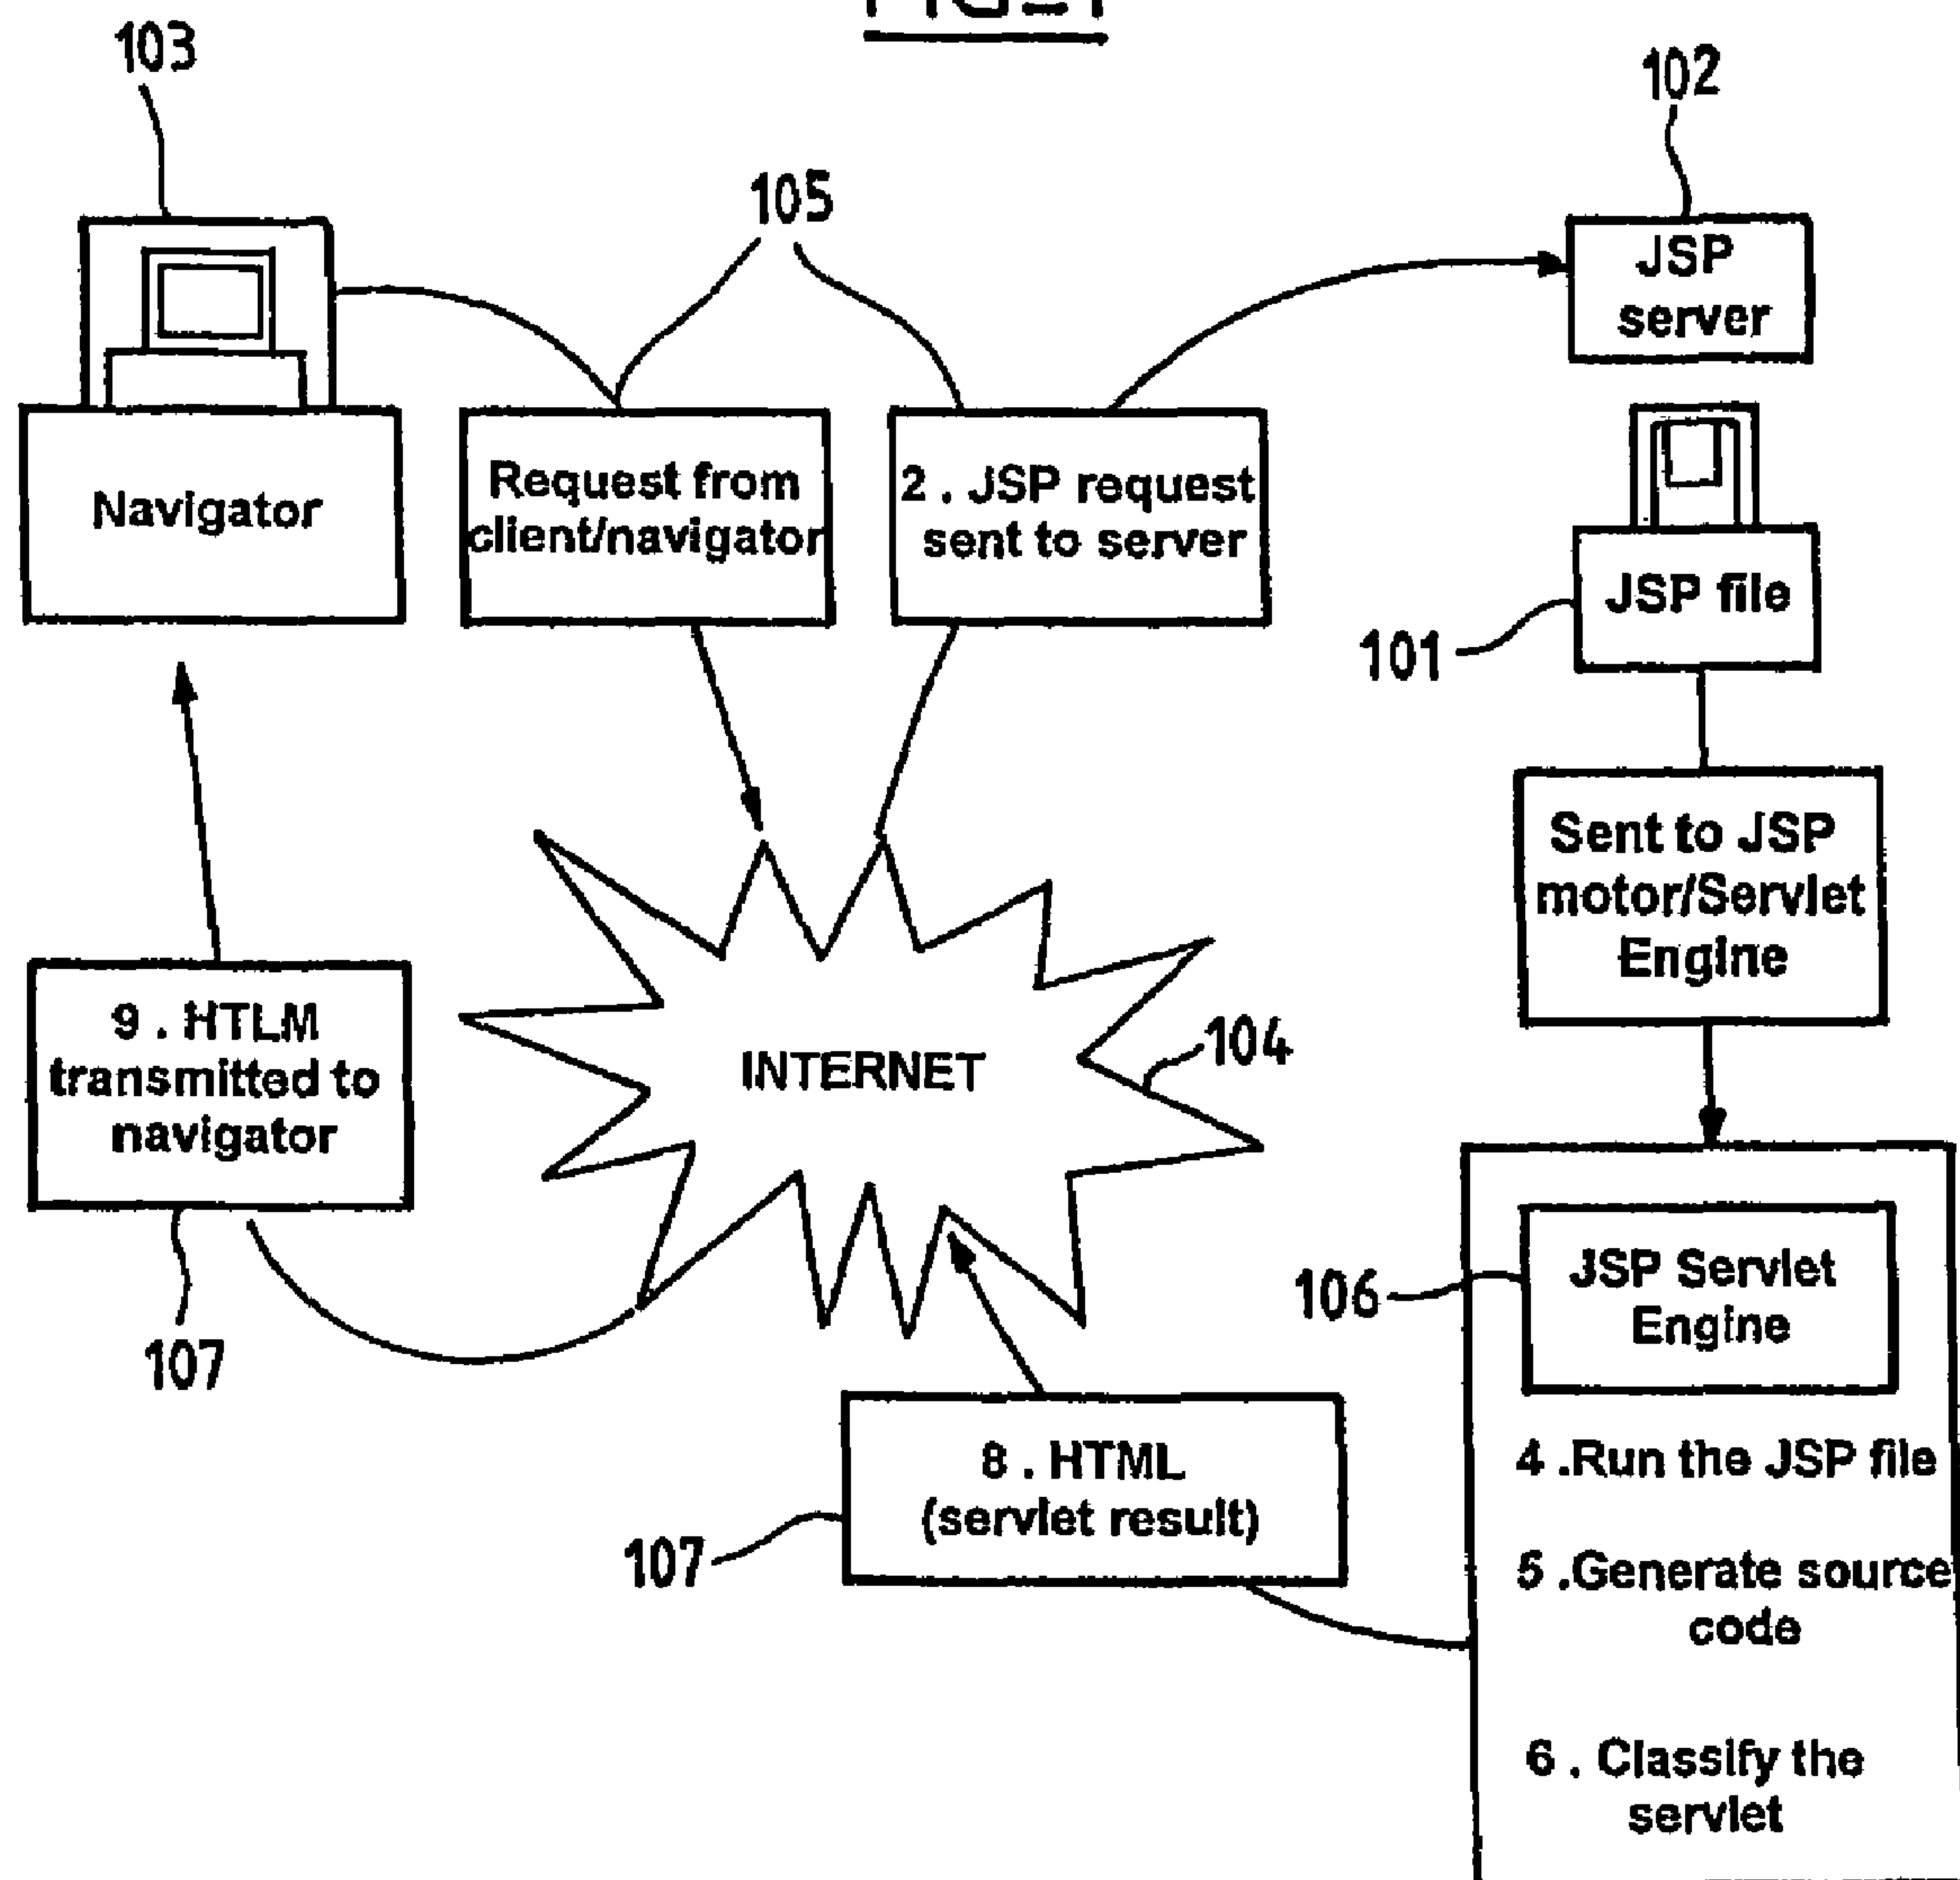 103
102
105
JSP
server
Navigator
Request from
client/navigator
2 . JSP request
sent to server
JSP file
101
Sent to JSP
motor/Servlet
Engine
9 . HTLM
transmitted to
navigator
INTERNET
104
JSP Servlet
Engine
106
107
8 . HTML
(servlet result)
107
4 .Run the JSP file
5 .Generate source
code
6 . Classify the
servlet